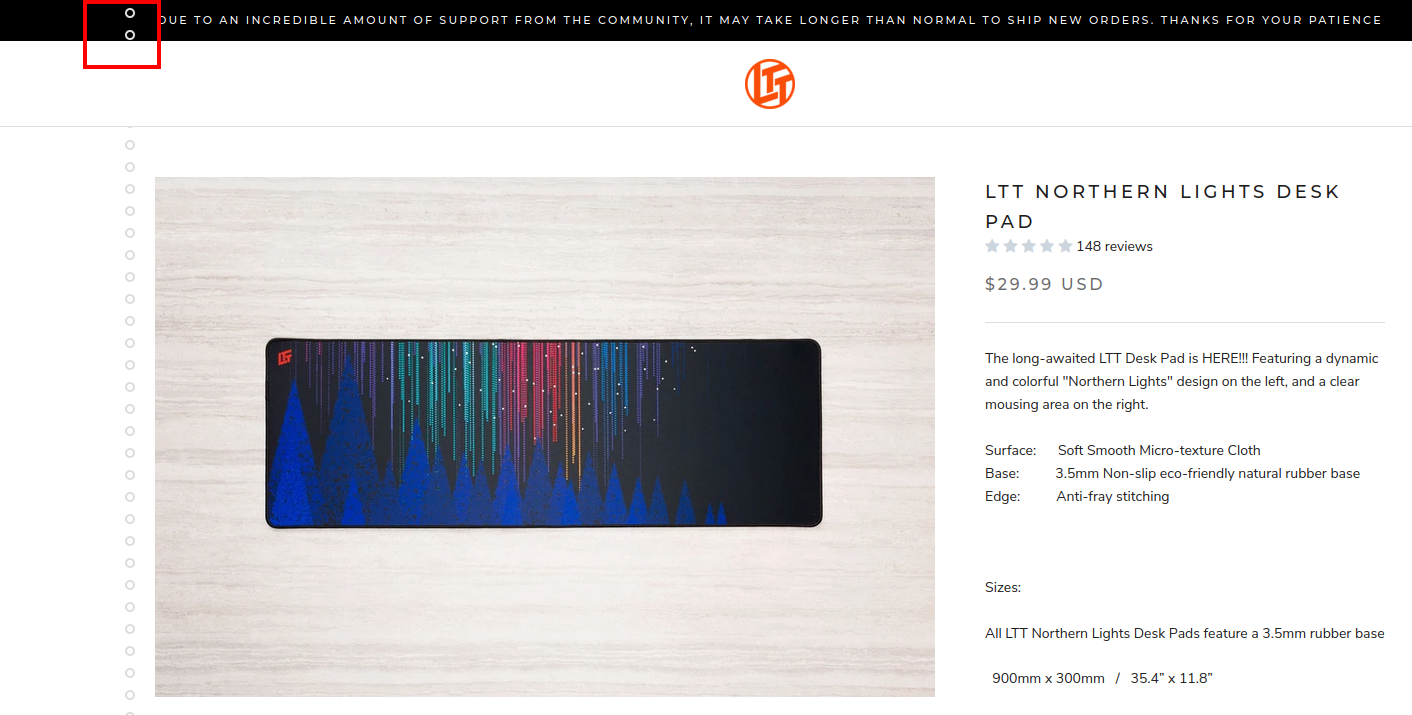 DUE TO AN INCREDIBLE AMOUNT OF SUPPORT FROM THE COMMUNITY, IT MAY TAKE LONGER THAN NORMAL TO SHIP NEW ORDERS. THANKS FOR YOUR PATIENCE
LTT
LTT NORTHERN LIGHTS DESK
PAD
148 reviews
$29.99 USD
The long-awaited LTT Desk Pad is HERE!!! Featuring a dynamic
and colorful "Northern Lights" design on the left, and a clear
mousing area on the right.
Surface: Soft Smooth Micro-texture Cloth
Base: 3.5mm Non-slip eco-friendly natural rubber base
Edge: Anti-fray stitching
Sizes:
All LTT Northern Lights Desk Pads feature a 3.5mm rubber base
900mm x 300mm / 35.4” x 11.8”
LTT